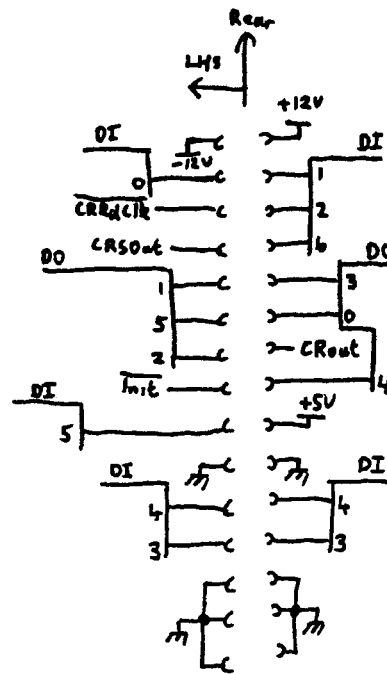 Rear
LHS
+12V
DI
-12V
DI
0
1
CRRdClk
2
CRSOut
6
DO
DO
1
3
5
0
2
CRout
Init
4
DI
+5V
5
DI
DI
4
4
3
3